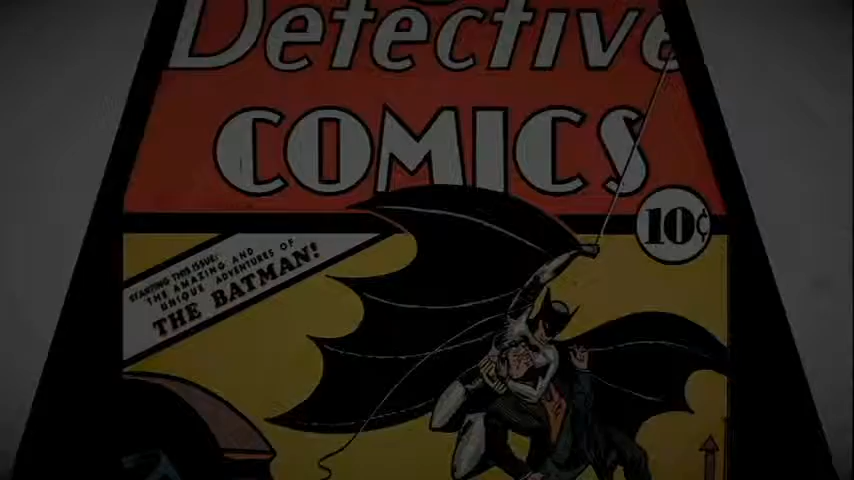 Detective
COMICS
10¢
STARTING THIS ISSUE:
THE AMAZING AND
UNIQUE ADVENTURES OF
THE BATMAN!